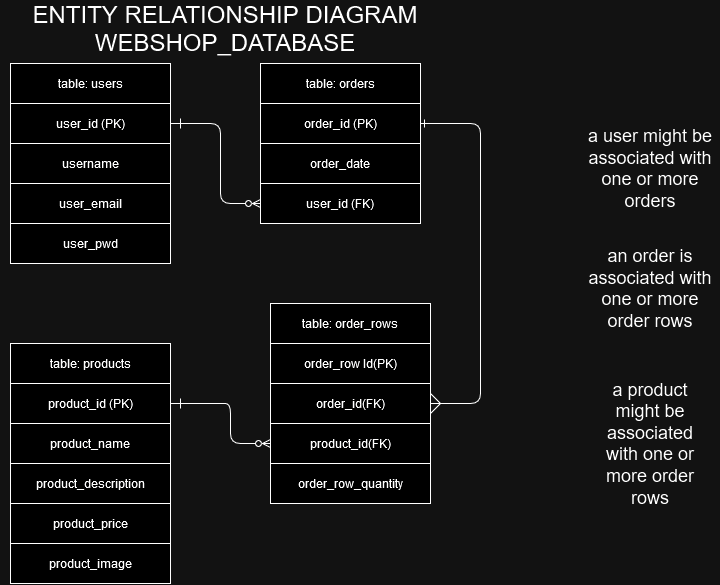 ENTITY RELATIONSHIP DIAGRAM
WEBSHOP_DATABASE
table: users
user_id (PK)
username
user_email
user_pwd
table: orders
order_id (PK)
order_date
user_id (FK)
table: products
product_id (PK)
product_name
product_description
product_price
product_image
table: order_rows
order_row Id(PK)
order_id(FK)
product_id(FK)
order_row_quantity
a user might be
associated with
one or more
orders
an order is
associated with
one or more
order rows
a product
might be
associated
with one or
more order
rows